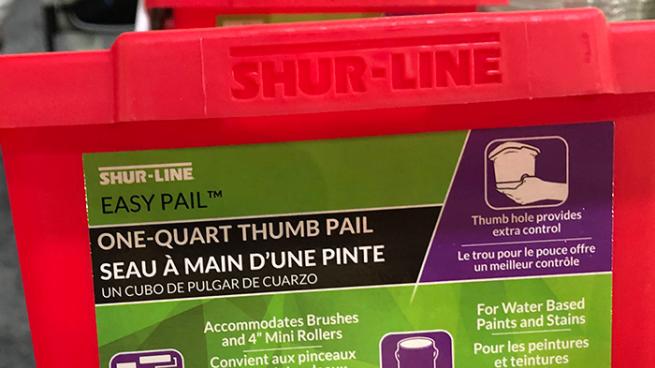 SHUR-LINE
SHUR-LINE
EASY PAIL™
ONE-QUART THUMB PAIL
SEAU À MAIN D'UNE PINTE
UN CUBO DE PULGAR DE CUARZO
Thumb hole provides
extra control
Le trou pour le pouce offre
un meilleur contrôle
Accommodates Brushes
and 4" Mini Rollers
Convient aux pinceaux
For Water Based
Paints and Stains
Pour les peintures
et teintures